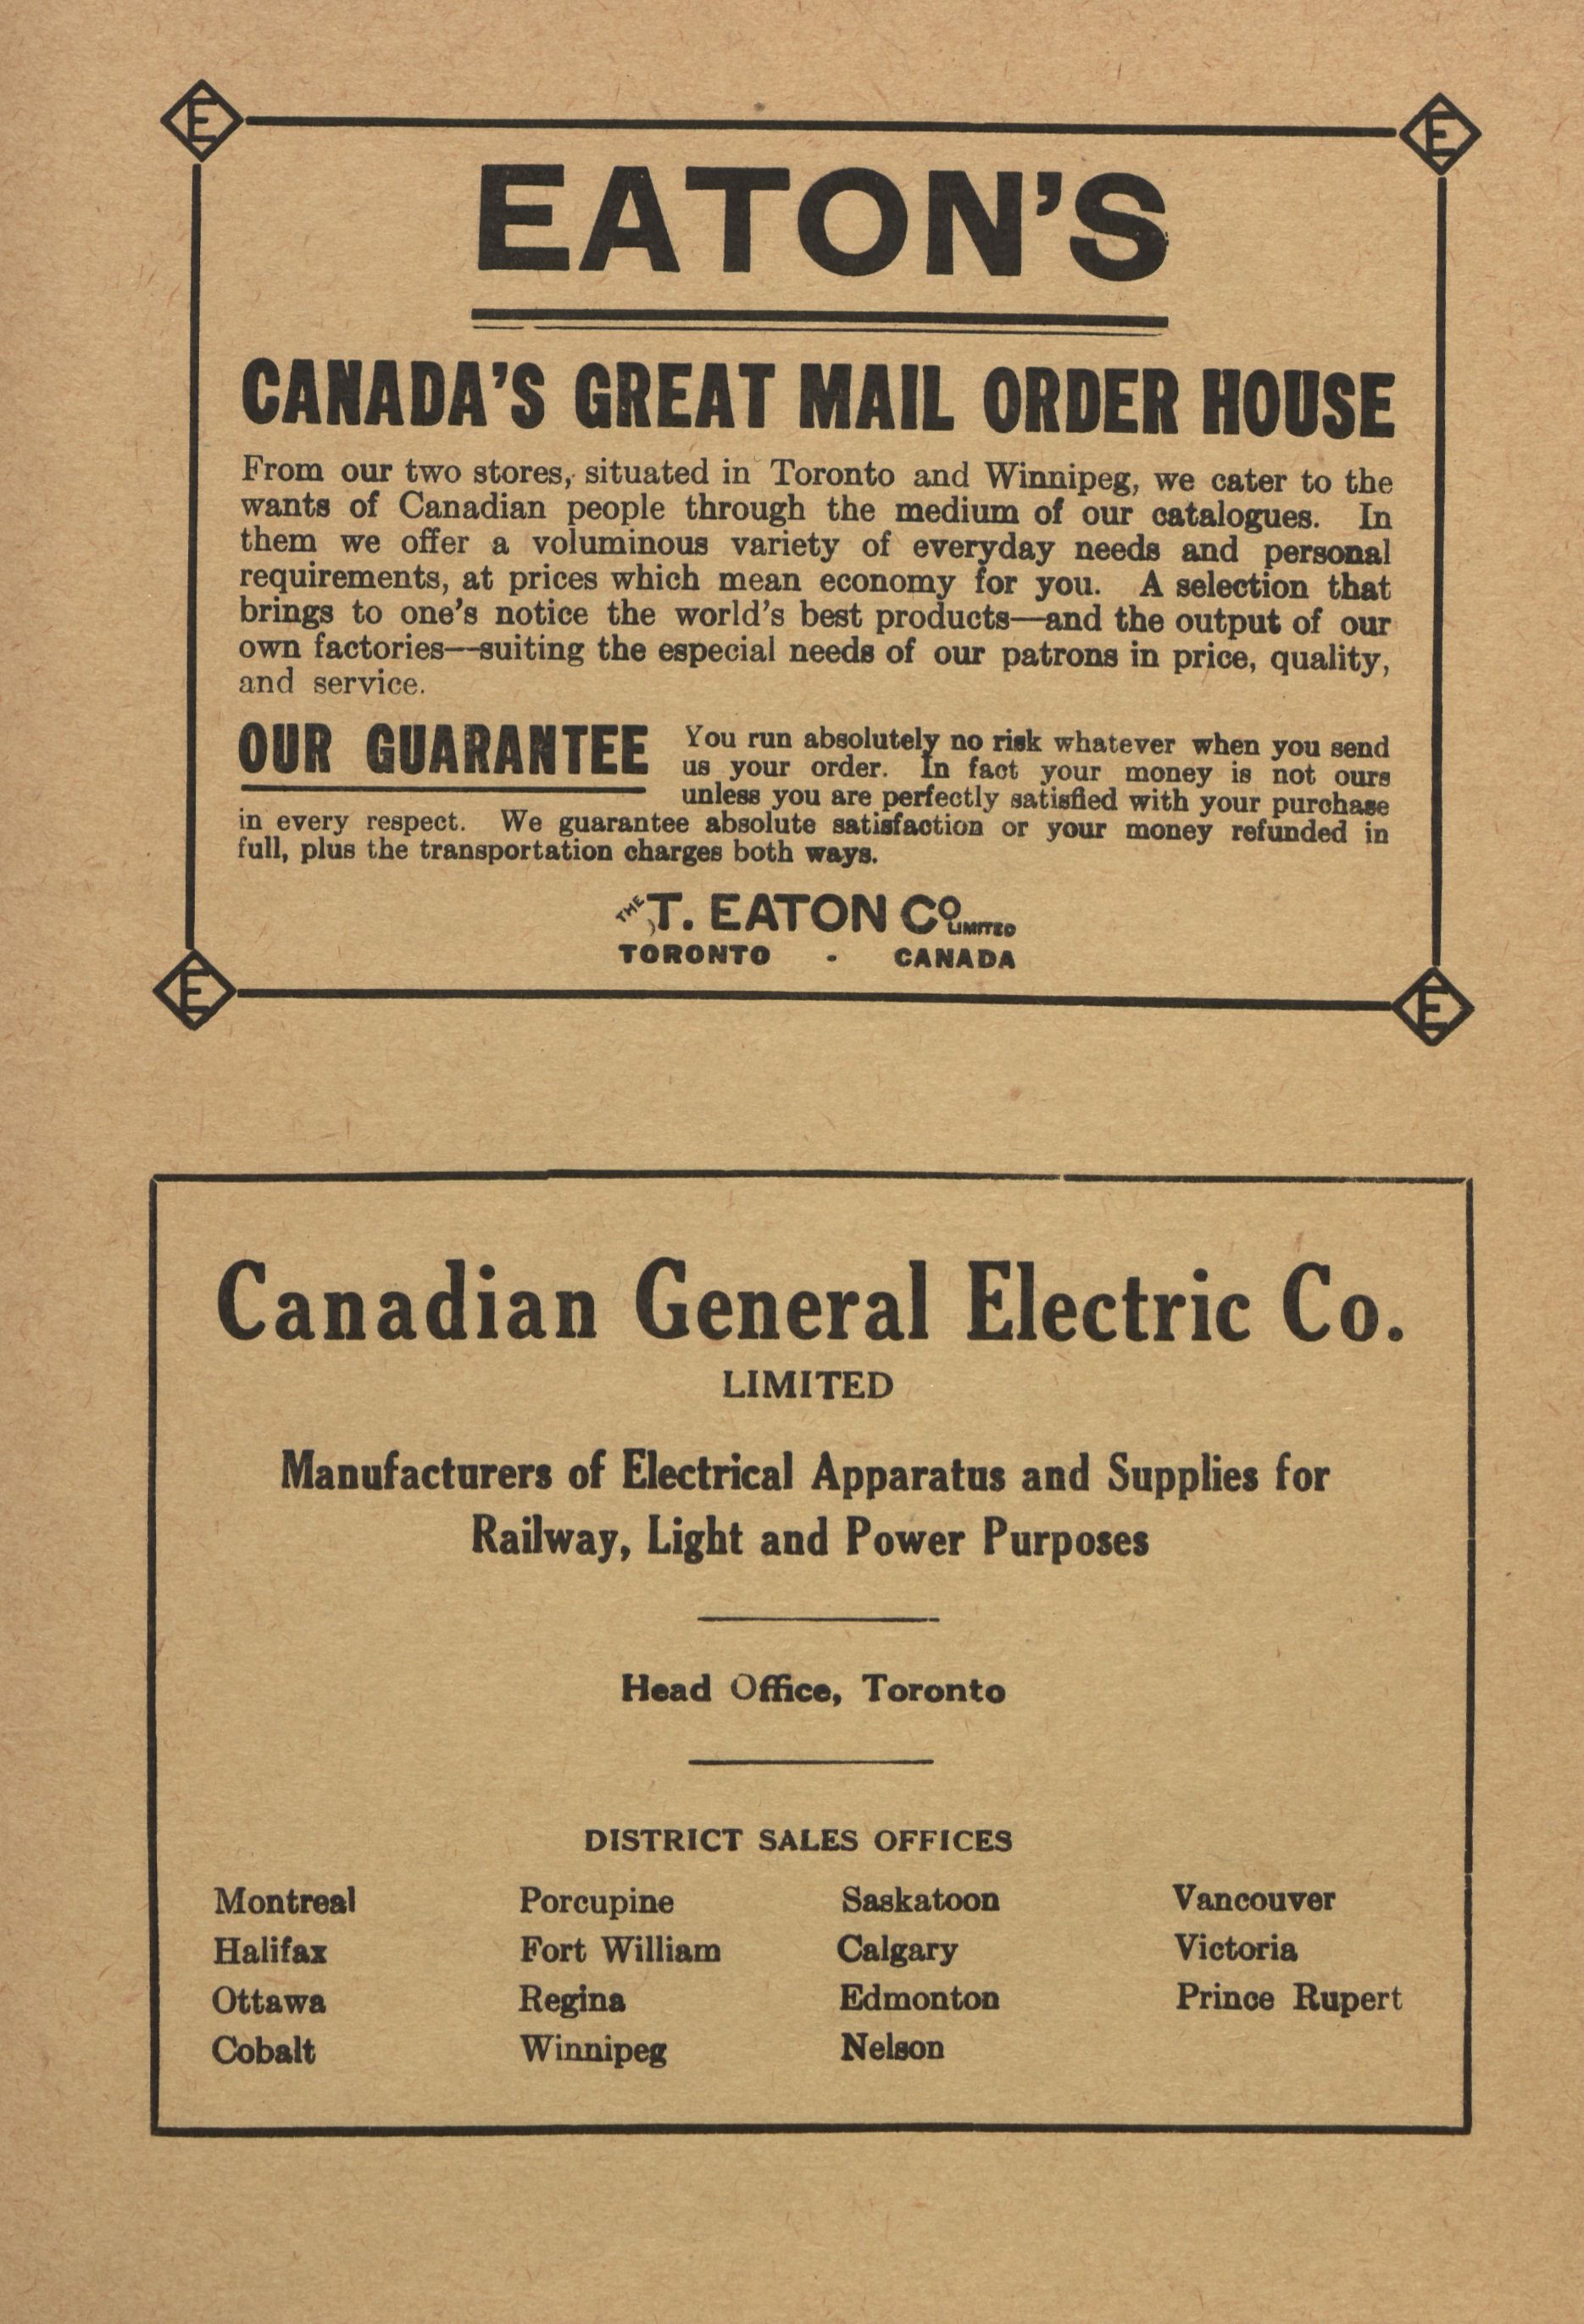 E E
EATON'S
CANADA'S GREAT MAIL ORDER HOUSE
From our two stores, situated in Toronto and Winnipeg, we cater to the
wants of Canadian people through the medium of our catalogues. In
them we offer a voluminous variety of everyday needs and personal
requirements, at prices which mean economy for you. A selection that
brings to one's notice the world's best products—and the output of our
own factories—suiting the especial needs of our patrons in price, quality,
and service.
OUR GUARANTEE
You run absolutely no risk whatever when you send
us your order. In fact your money is not ours
unless you are perfectly satisfied with your purchase
in every respect. We guarantee absolute satisfaction or your money refunded in
full, plus the transportation charges both ways.
THE T. EATON CO LIMITED
TORONTO - CANADA
E E
Canadian General Electric Co.
LIMITED
Manufacturers of Electrical Apparatus and Supplies for
Railway, Light and Power Purposes
Head Office, Toronto
DISTRICT SALES OFFICES
Montreal Porcupine Saskatoon Vancouver
Halifax Fort William Calgary Victoria
Ottawa Regina Edmonton Prince Rupert
Cobalt Winnipeg Nelson